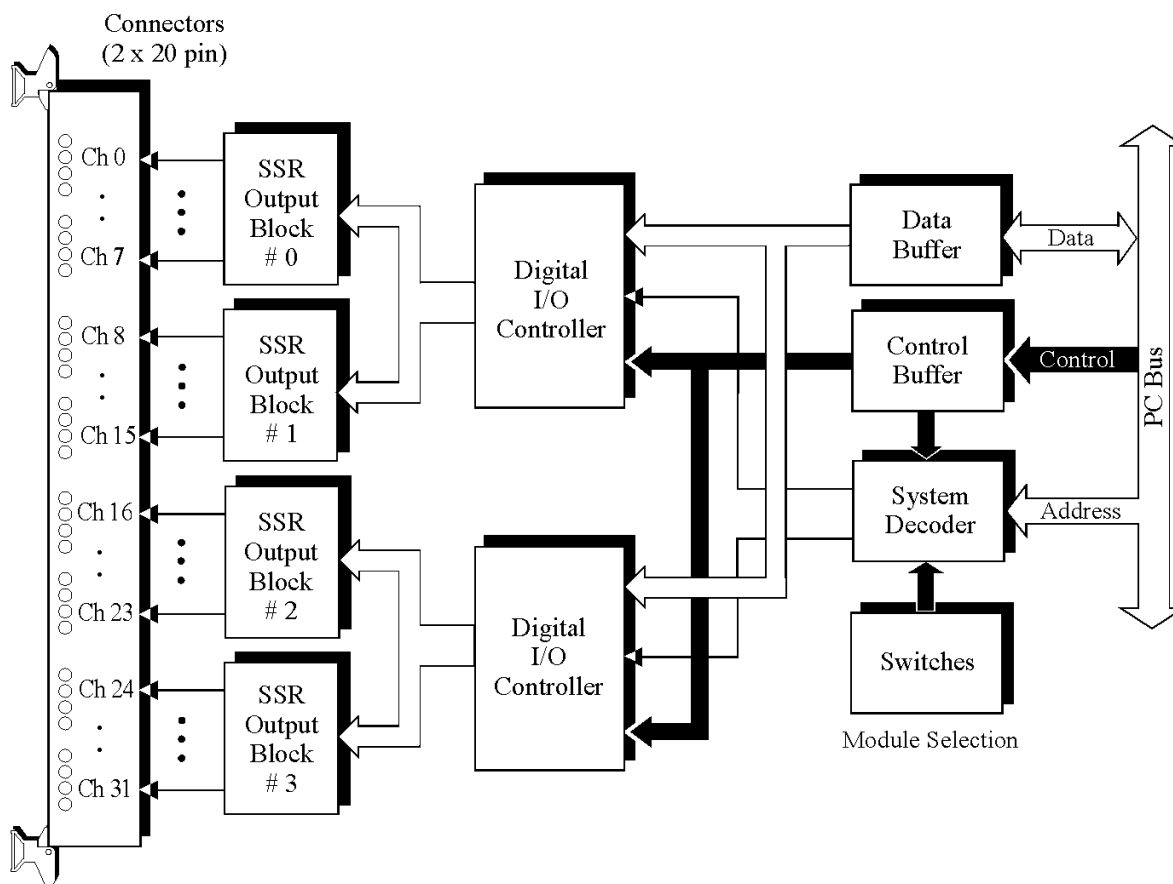 Connectors
(2 x 20 pin)
Ch 0
Ch 7
Ch 8
Ch 15
Ch 16
Ch 23
Ch 24
Ch 31
SSR
Output
Block
# 0
SSR
Output
Block
# 1
SSR
Output
Block
# 2
SSR
Output
Block
# 3
Digital
I/O
Controller
Digital
I/O
Controller
Data
Buffer
Control
Buffer
System
Decoder
Switches
Module Selection
Data
Control
Address
PC Bus